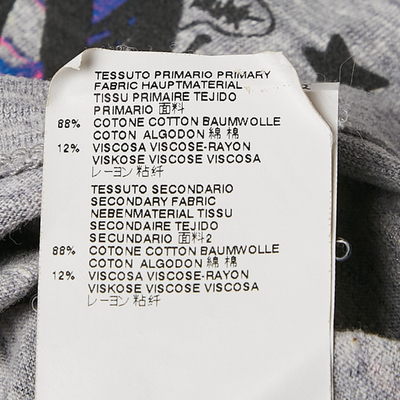 TESSUTO PRIMARIO PRIMARY
FABRIC HAUPTMATERIAL
TISSU PRIMAIRE TEJIDO
PRIMARIO 面料
88% COTONE COTTON BAUMWOLLE
COTON ALGODON 綿 棉
12% VISCOSA VISCOSE-RAYON
VISKOSE VISCOSE VISCOSA
レーヨン 粘纤
TESSUTO SECONDARIO
SECONDARY FABRIC
NEBENMATERIAL TISSU
SECONDAIRE TEJIDO
SECUNDARIO 面料2
88% COTONE COTTON BAUMWOLLE
COTON ALGODON 綿 棉
12% VISCOSA VISCOSE-RAYON
VISKOSE VISCOSE VISCOSA
レーヨン 粘纤